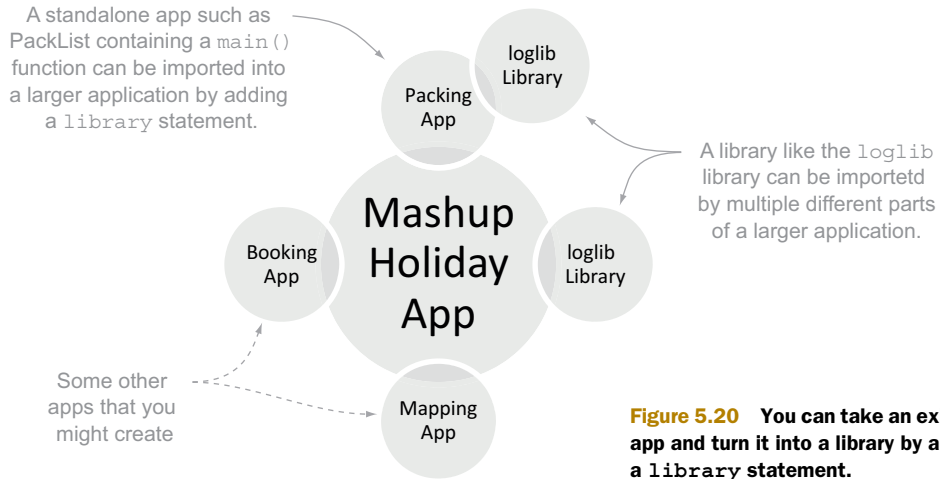 A standalone app such as
PackList containing a main()
function can be imported into
a larger application by adding
a library statement.
loglib
Library
Packing
App
A library like the loglib
library can be importetd
by multiple different parts
of a larger application.
Mashup
Holiday
App
Booking
App
loglib
Library
Some other
apps that you
might create
Mapping
App
Figure 5.20 You can take an ex
app and turn it into a library by a
a library statement.